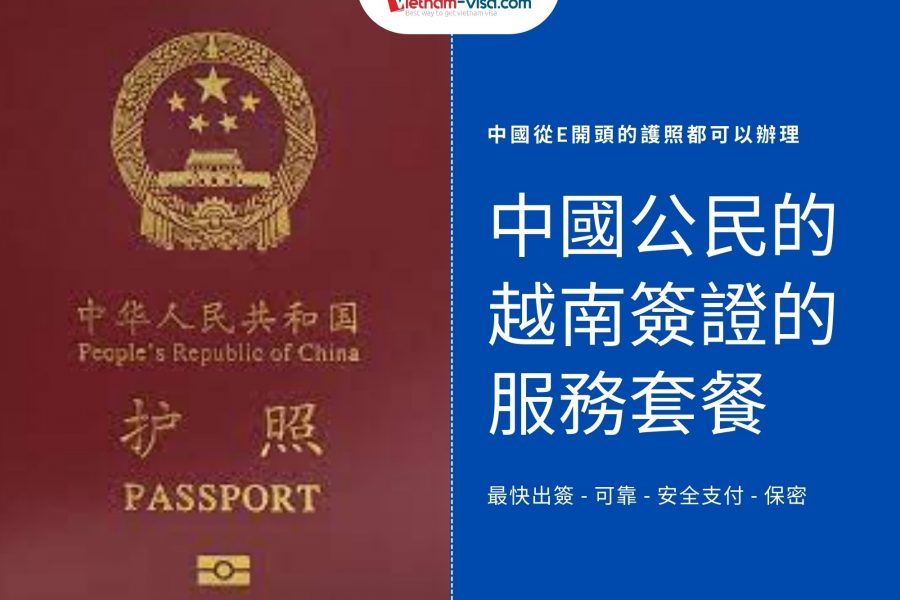 vietnam-visa.com
Best way to get vietnam visa
中华人民共和国
People's Republic of China
护 照
PASSPORT
中國從E開頭的護照都可以辦理
中國公民的
越南簽證的
服務套餐
最快出簽 - 可靠 - 安全支付 - 保密